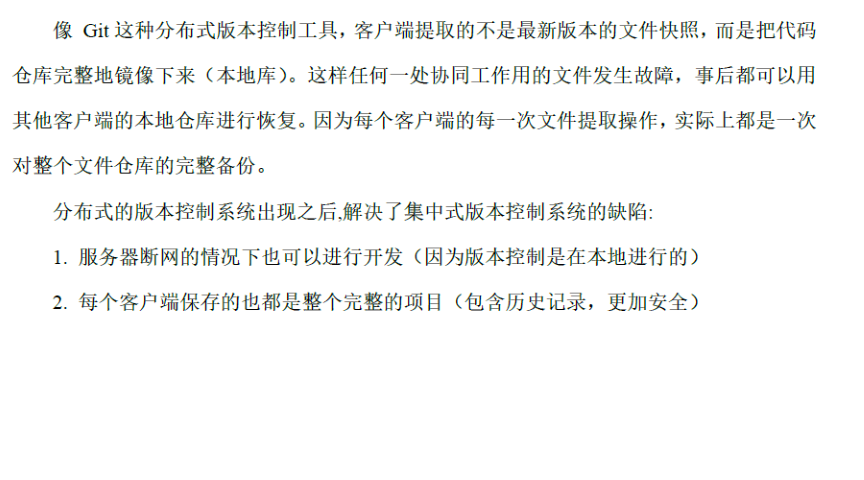 像 Git 这种分布式版本控制工具，客户端提取的不是最新版本的文件快照，而是把代码
仓库完整地镜像下来（本地库）。这样任何一处协同工作用的文件发生故障，事后都可以用
其他客户端的本地仓库进行恢复。因为每个客户端的每一次文件提取操作，实际上都是一次
对整个文件仓库的完整备份。
分布式的版本控制系统出现之后,解决了集中式版本控制系统的缺陷:
1. 服务器断网的情况下也可以进行开发（因为版本控制是在本地进行的）
2. 每个客户端保存的也都是整个完整的项目（包含历史记录，更加安全）